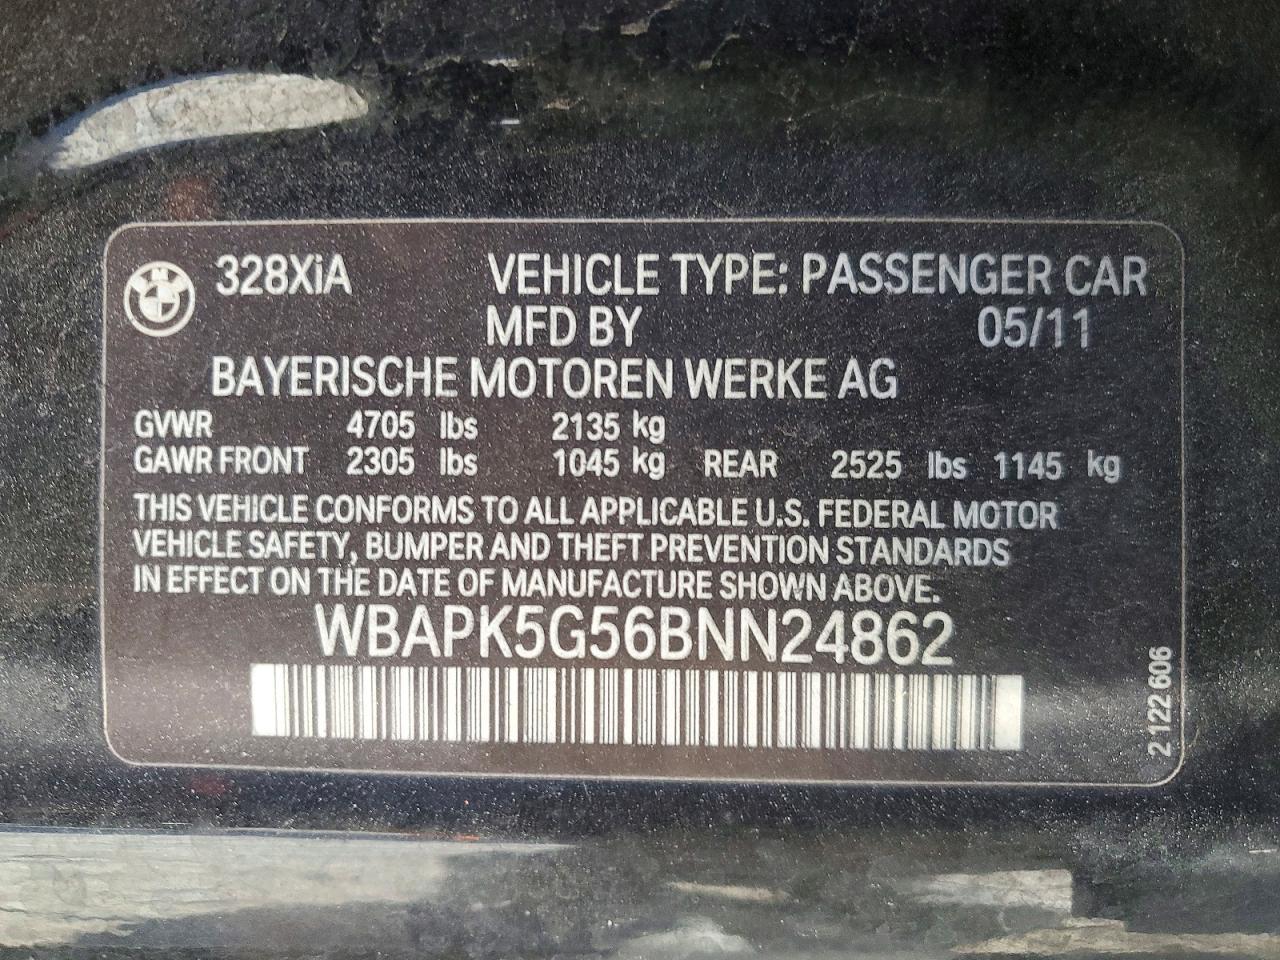 328XiA VEHICLE TYPE: PASSENGER CAR
MFD BY 05/11
BAYERISCHE MOTOREN WERKE AG
GVWR 4705 lbs 2135 kg
GAWR FRONT 2305 lbs 1045 kg REAR 2525 lbs 1145 kg
THIS VEHICLE CONFORMS TO ALL APPLICABLE U.S. FEDERAL MOTOR
VEHICLE SAFETY, BUMPER AND THEFT PREVENTION STANDARDS
IN EFFECT ON THE DATE OF MANUFACTURE SHOWN ABOVE.
WBAPK5G56BNN24862
2 122 606